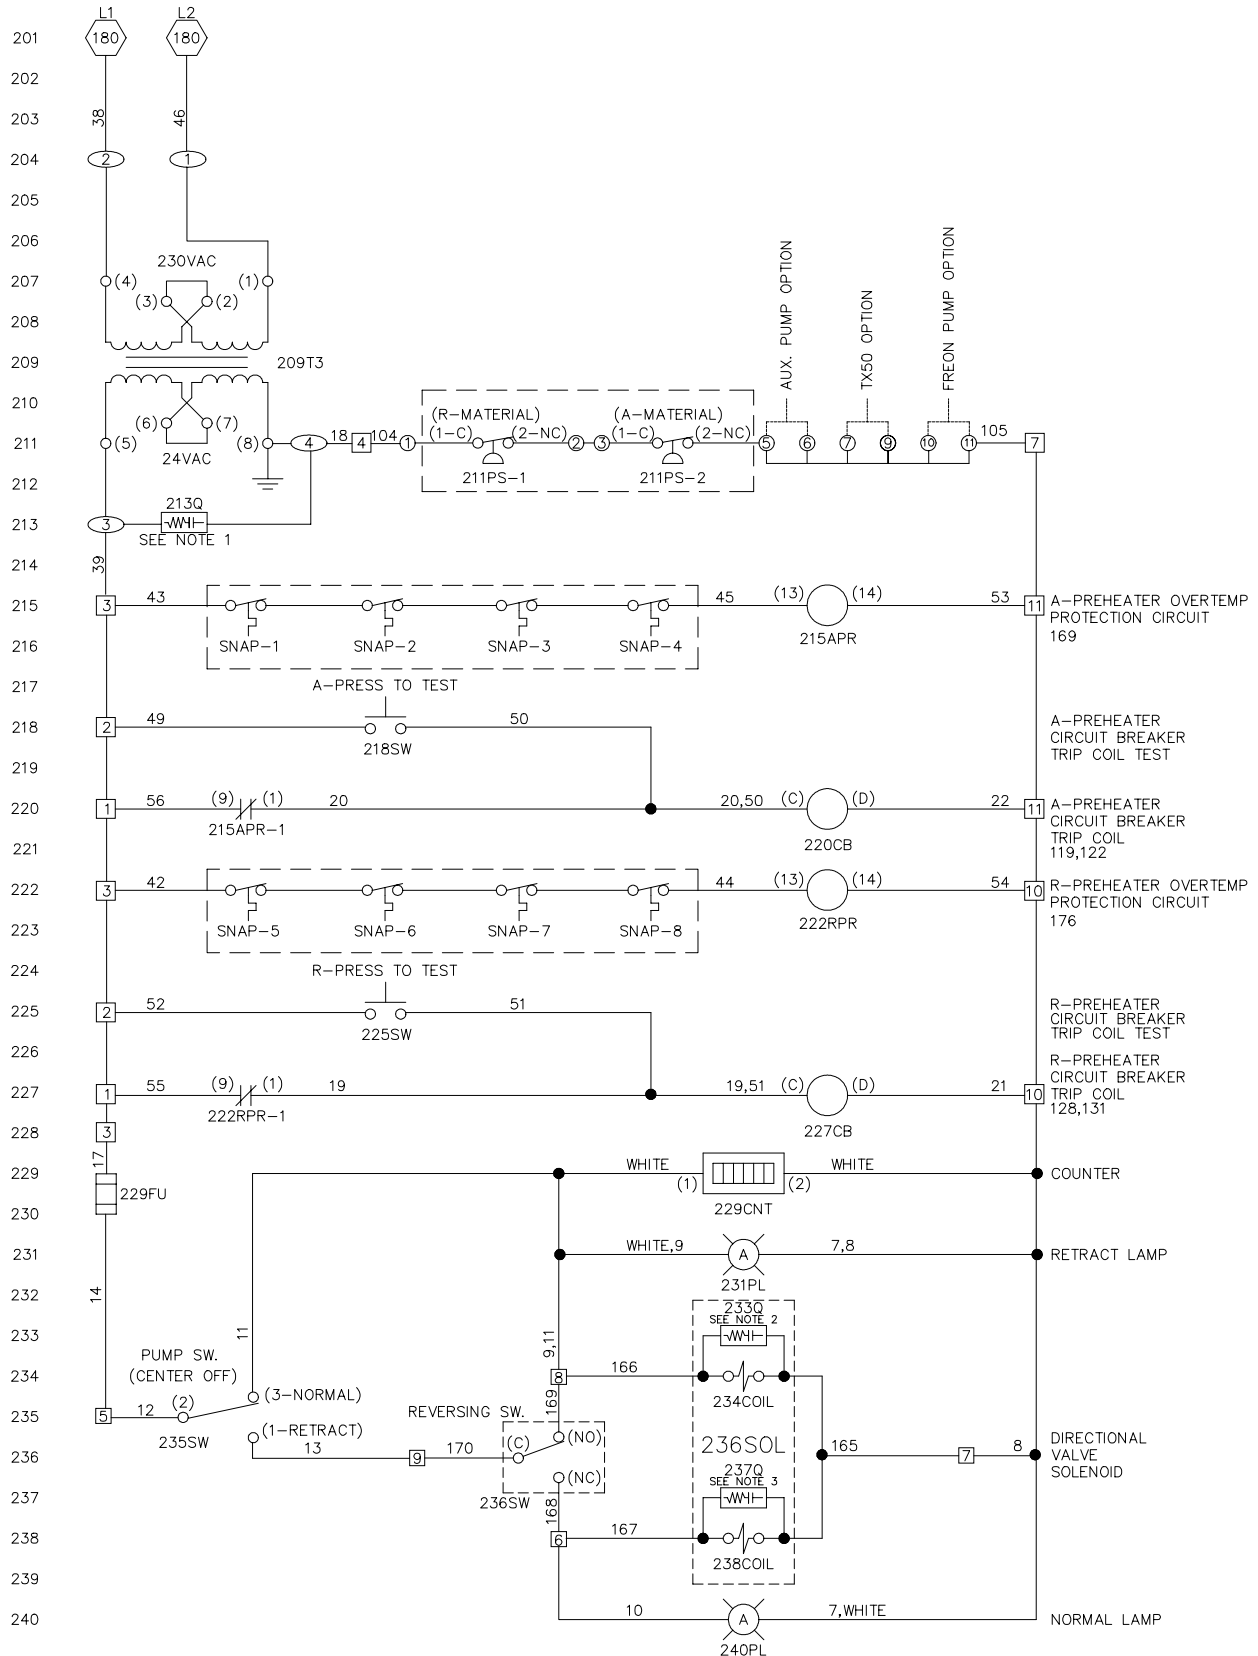 L1 L2
201 180 180
202
203 38 46
204 2 1
205
206
230VAC
207 (4) (1)
(3) (2)
208
AUX. PUMP OPTION
TX50 OPTION
FREON PUMP OPTION
209 209T3
210
(R-MATERIAL) (A-MATERIAL)
(6) (7)
211 (5) (8) 4 18 4 104 1 (1-C) (2-NC) 2 3 (1-C) (2-NC) 5 6 7 9 10 11 105 7
24VAC
211PS-1 211PS-2
212
213Q
213 3
SEE NOTE 1
214 39
215 3 43 45 (13) (14) 53 11 A-PREHEATER OVERTEMP
PROTECTION CIRCUIT
169
215APR
216 SNAP-1 SNAP-2 SNAP-3 SNAP-4
217 A-PRESS TO TEST
218 2 49 50 A-PREHEATER
CIRCUIT BREAKER
TRIP COIL TEST
218SW
219
220 1 56 (9) (1) 20 20,50 (C) (D) 22 11 A-PREHEATER
CIRCUIT BREAKER
TRIP COIL
119,122
215APR-1 220CB
221
222 3 42 44 (13) (14) 54 10 R-PREHEATER OVERTEMP
PROTECTION CIRCUIT
176
222RPR
223 SNAP-5 SNAP-6 SNAP-7 SNAP-8
224 R-PRESS TO TEST
225 2 52 51 R-PREHEATER
CIRCUIT BREAKER
TRIP COIL TEST
225SW
226
227 1 55 (9) (1) 19 19,51 (C) (D) 21 10 R-PREHEATER
CIRCUIT BREAKER
TRIP COIL
128,131
222RPR-1 227CB
228 3
17
229 WHITE (1) (2) WHITE COUNTER
229FU 229CNT
230
231 WHITE,9 A 7,8 RETRACT LAMP
231PL
232 14
233Q
SEE NOTE 2
233 11 9,11
PUMP SW.
234 (CENTER OFF) 8 166
234COIL
169
(3-NORMAL)
235 5 12 (2) REVERSING SW.
235SW
(1-RETRACT) (NO)
236SOL DIRECTIONAL
VALVE
SOLENOID
236 13 9 170 (C) 165 7 8
237Q
SEE NOTE 3
(NC)
237 236SW
168
238 6 167
238COIL
239
240 10 A 7,WHITE NORMAL LAMP
240PL